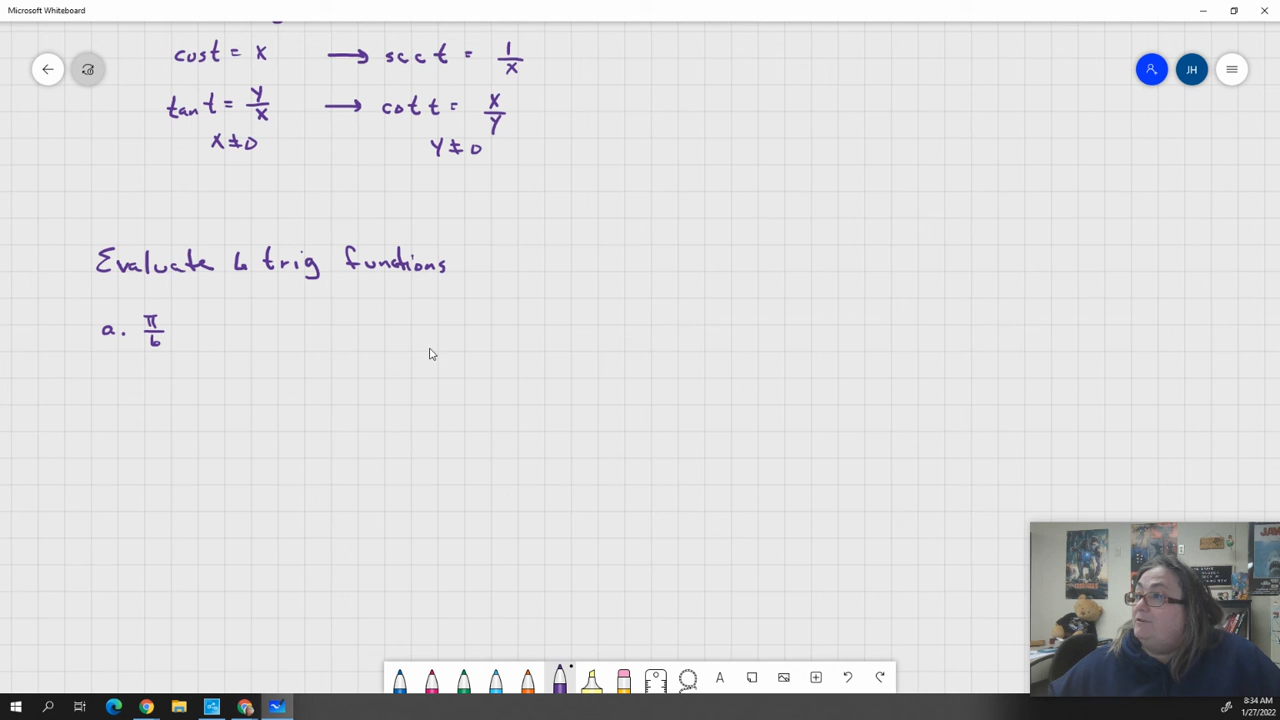 Microsoft Whiteboard
cos t = x → sec t = 1/x
tan t = y/x → cot t = x/y
x ≠ 0 y ≠ 0
JH
Evaluate 6 trig functions
a. π/6
A
8:34 AM
1/27/2022